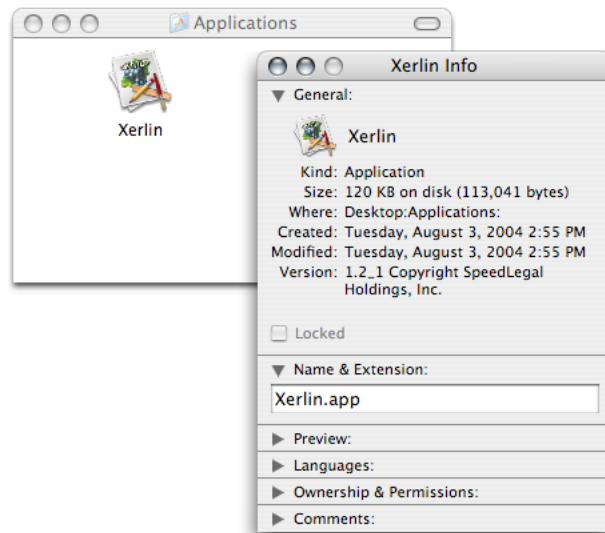 Applications
Xerlin
Xerlin Info
General:
Xerlin
Kind: Application
Size: 120 KB on disk (113,041 bytes)
Where: Desktop:Applications:
Created: Tuesday, August 3, 2004 2:55 PM
Modified: Tuesday, August 3, 2004 2:55 PM
Version: 1.2_1 Copyright SpeedLegal
Holdings, Inc.
Locked
Name & Extension:
Xerlin.app
Preview:
Languages:
Ownership & Permissions:
Comments: